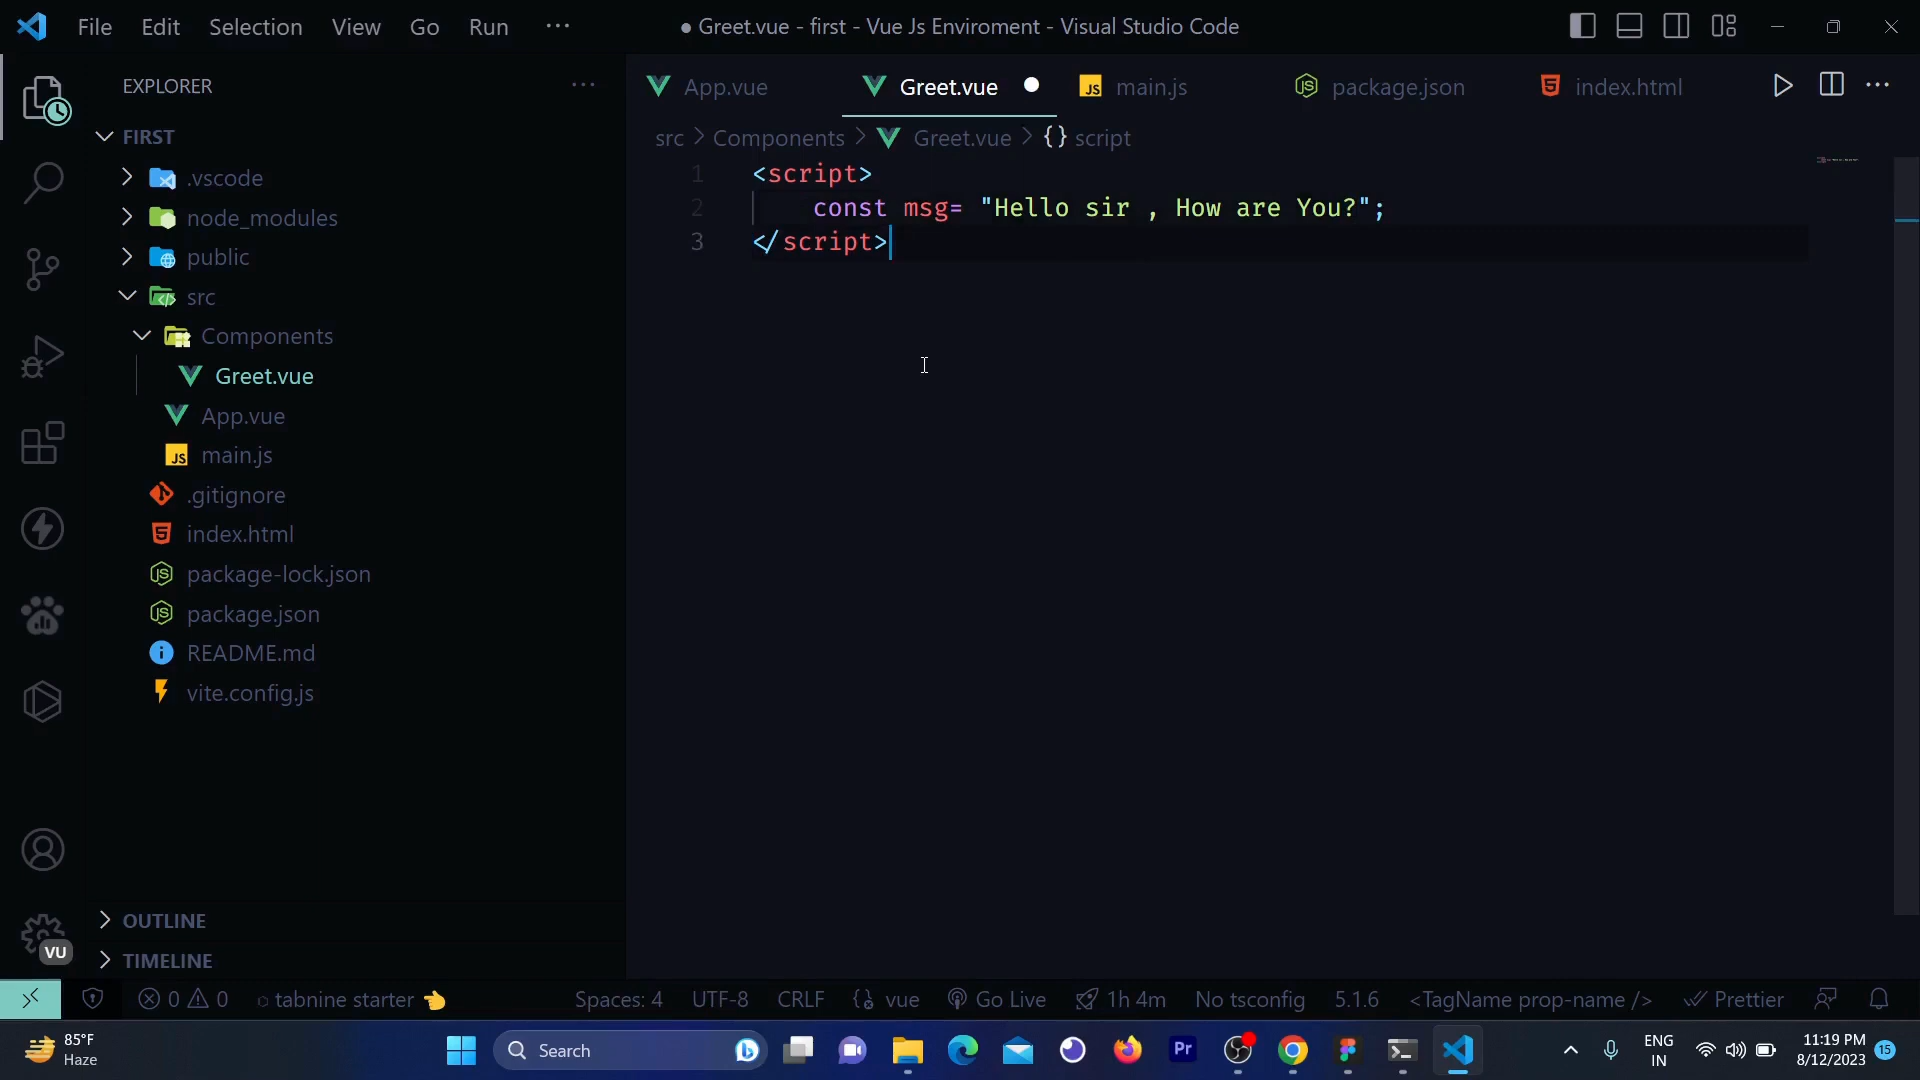 File Edit Selection View Go Run ···
● Greet.vue - first - Vue Js Enviroment - Visual Studio Code
EXPLORER
FIRST
.vscode
node_modules
public
src
Components
Greet.vue
App.vue
main.js
.gitignore
index.html
package-lock.json
package.json
README.md
vite.config.js
OUTLINE
TIMELINE
VU
App.vue Greet.vue main.js package.json index.html
src > Components > Greet.vue > {} script
1 <script>
2 const msg= "Hello sir , How are You?";
3 </script>
0 0 tabnine starter 👈 Spaces: 4 UTF-8 CRLF vue Go Live 1h 4m No tsconfig 5.1.6 <TagName prop-name /> Prettier
85°F
Haze
Search
Pr
ENG
IN
11:19 PM
8/12/2023
15